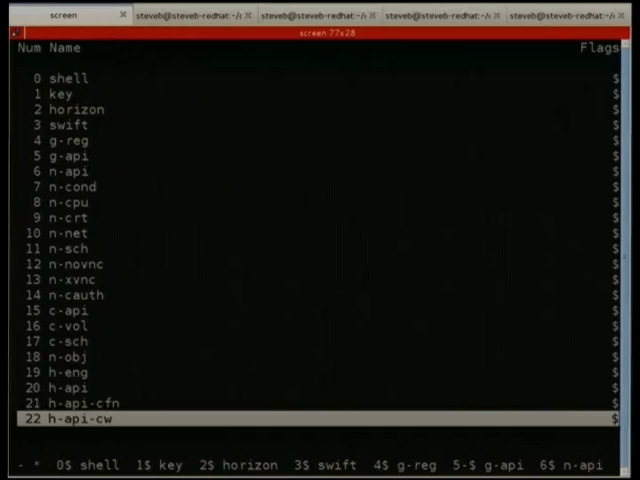 screen steveb@steveb-redhat:~/c steveb@steveb-redhat:~/c steveb@steveb-redhat:~/c steveb@steveb-redhat:~/c
screen 77x28
Num Name Flags
0 shell $
1 key $
2 horizon $
3 swift $
4 g-reg $
5 g-api $
6 n-api $
7 n-cond $
8 n-cpu $
9 n-crt $
10 n-net $
11 n-sch $
12 n-novnc $
13 n-xvnc $
14 n-cauth $
15 c-api $
16 c-vol $
17 c-sch $
18 n-obj $
19 h-eng $
20 h-api $
21 h-api-cfn $
22 h-api-cw $
- * 0$ shell 1$ key 2$ horizon 3$ swift 4$ g-reg 5-$ g-api 6$ n-api